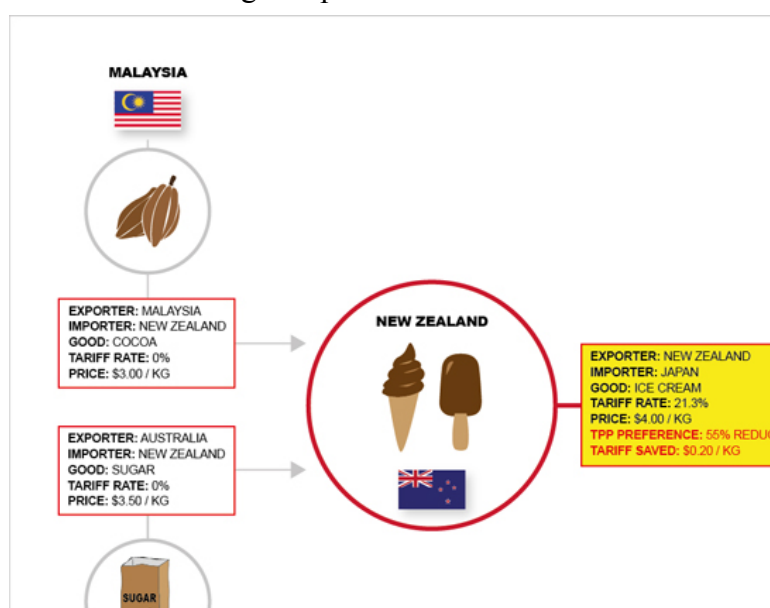 MALAYSIA
EXPORTER: MALAYSIA
IMPORTER: NEW ZEALAND
GOOD: COCOA
TARIFF RATE: 0%
PRICE: $3.00 / KG
EXPORTER: AUSTRALIA
IMPORTER: NEW ZEALAND
GOOD: SUGAR
TARIFF RATE: 0%
PRICE: $3.50 / KG
SUGAR
NEW ZEALAND
EXPORTER: NEW ZEALAND
IMPORTER: JAPAN
GOOD: ICE CREAM
TARIFF RATE: 21.3%
PRICE: $4.00 / KG
TPP PREFERENCE: 55%
TARIFF SAVED: $0.20 / KG